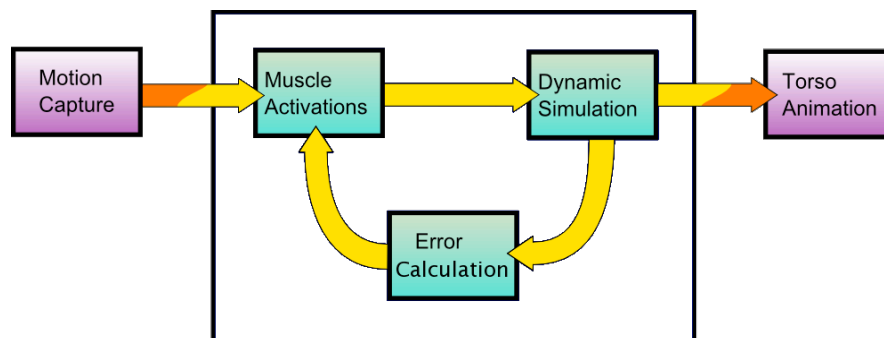 Motion
Capture
Muscle
Activations
Dynamic
Simulation
Torso
Animation
Error
Calculation